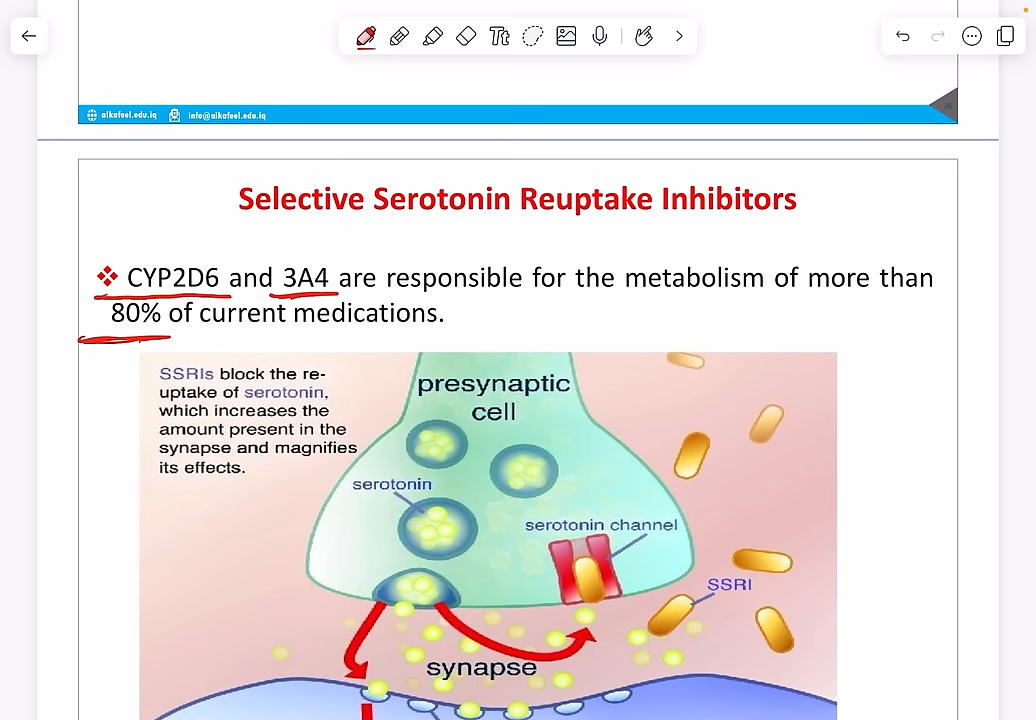 Tt
alkafeel.edu.iq info@alkafeel.edu.iq 26
Selective Serotonin Reuptake Inhibitors
CYP2D6 and 3A4 are responsible for the metabolism of more than
80% of current medications.
SSRIs block the re-
uptake of serotonin,
which increases the
amount present in the
synapse and magnifies
its effects.
presynaptic
cell
serotonin
serotonin channel
SSRI
synapse